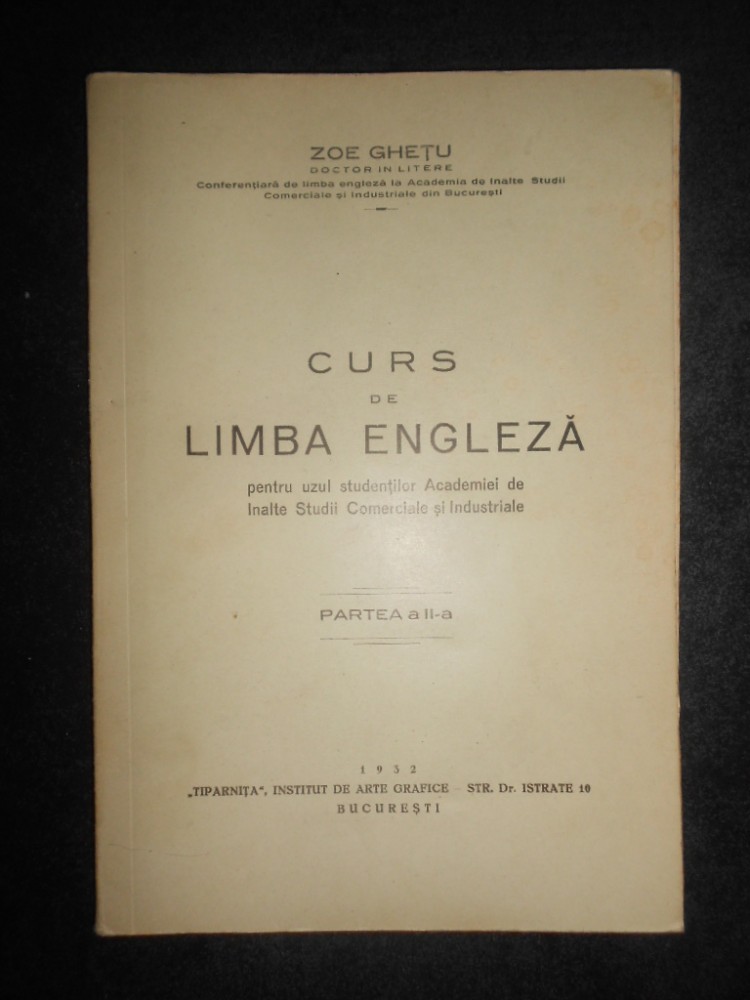 ZOE GHEȚU
DOCTOR IN LITERE
Conferențiară de limba engleză la Academia de Inalte Studii
Comerciale și Industriale din București
CURS
DE
LIMBA ENGLEZĂ
pentru uzul studenților Academiei de
Inalte Studii Comerciale și Industriale
PARTEA a II-a
1932
„TIPARNIȚA“, INSTITUT DE ARTE GRAFICE – STR. Dr. ISTRATE 10
BUCUREȘTI